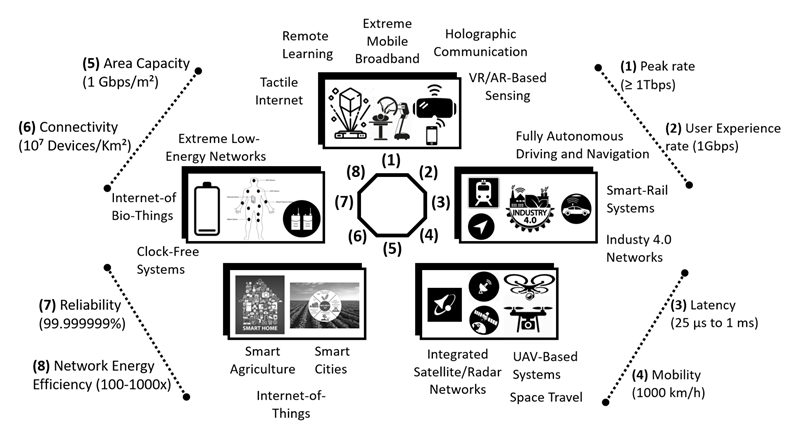 Remote
Learning
Extreme
Mobile
Broadband
Holographic
Communication
(5) Area Capacity
(1 Gbps/m²)
Tactile
Internet
VR/AR-Based
Sensing
(1) Peak rate
(≥ 1Tbps)
(6) Connectivity
(10⁷ Devices/Km²)
Extreme Low-
Energy Networks
Fully Autonomous
Driving and Navigation
(2) User Experience
rate (1Gbps)
Internet-of
Bio-Things
Clock-Free
Systems
(1)
(2)
(3)
(4)
(5)
(6)
(7)
(8)
INDUSTRY
4.0
Smart-Rail
Systems
Industy 4.0
Networks
(7) Reliability
(99.999999%)
(8) Network Energy
Efficiency (100-1000x)
SMART HOME
Smart
Agriculture
Smart
Cities
Internet-of-
Things
Integrated
Satellite/Radar
Networks
UAV-Based
Systems
Space Travel
(3) Latency
(25 µs to 1 ms)
(4) Mobility
(1000 km/h)